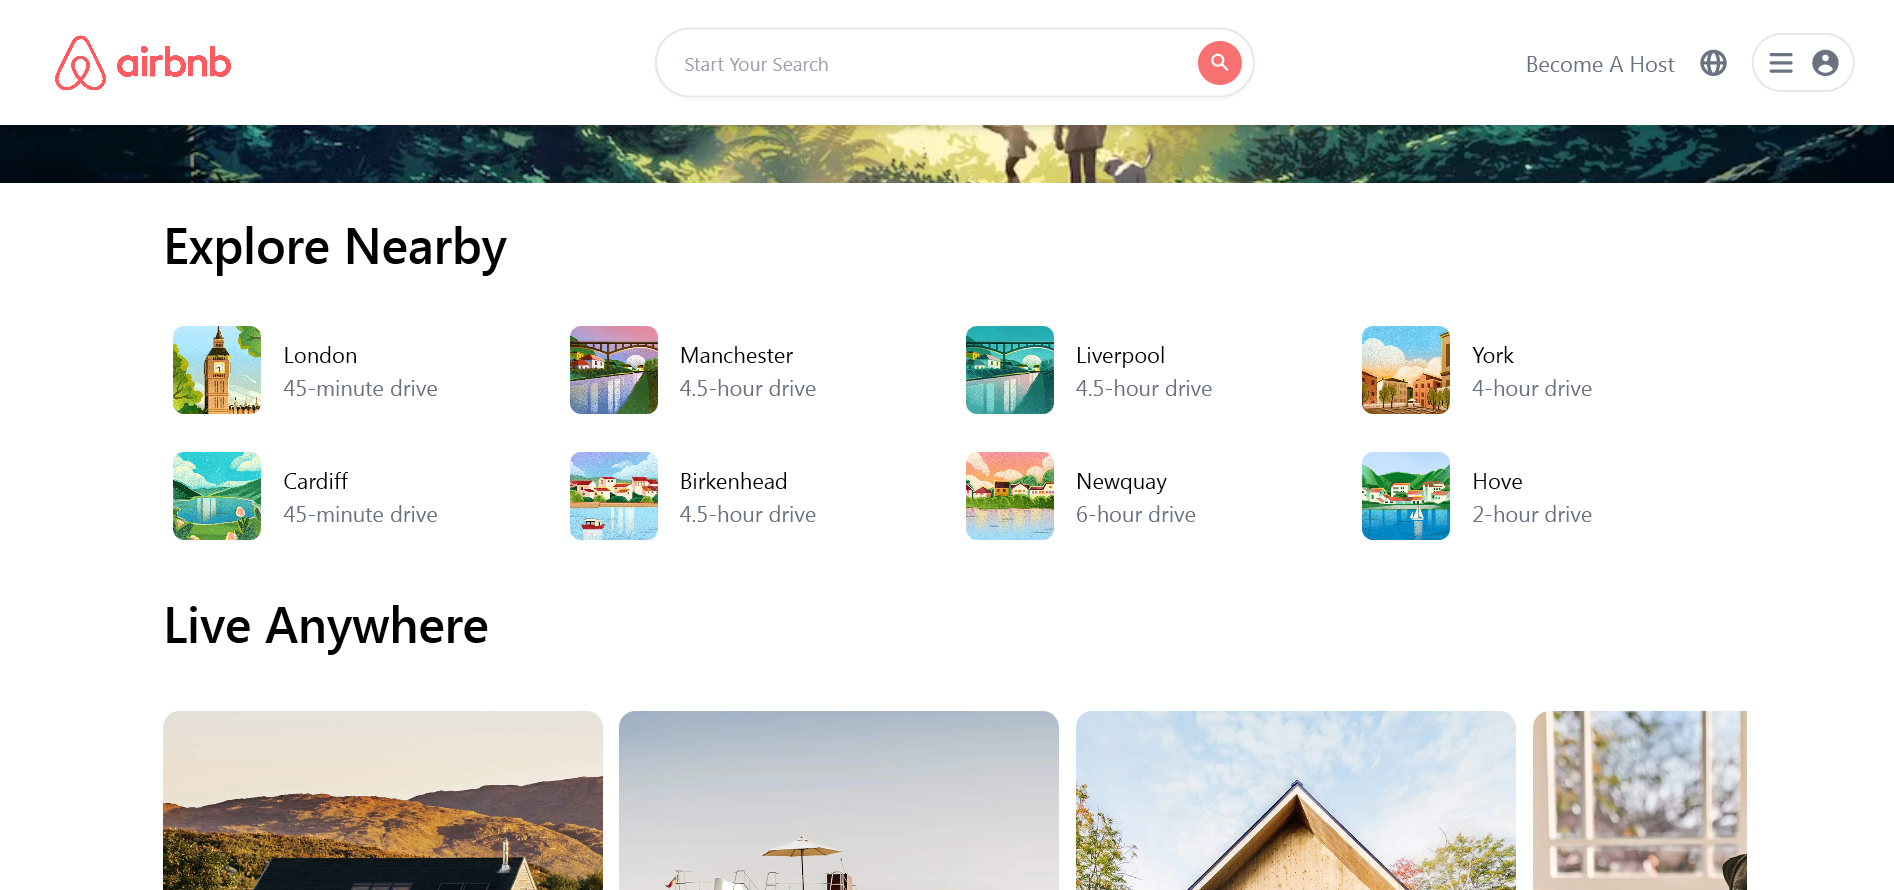 airbnb
Start Your Search
Become A Host
Explore Nearby
London
45-minute drive
Manchester
4.5-hour drive
Liverpool
4.5-hour drive
York
4-hour drive
Cardiff
45-minute drive
Birkenhead
4.5-hour drive
Newquay
6-hour drive
Hove
2-hour drive
Live Anywhere